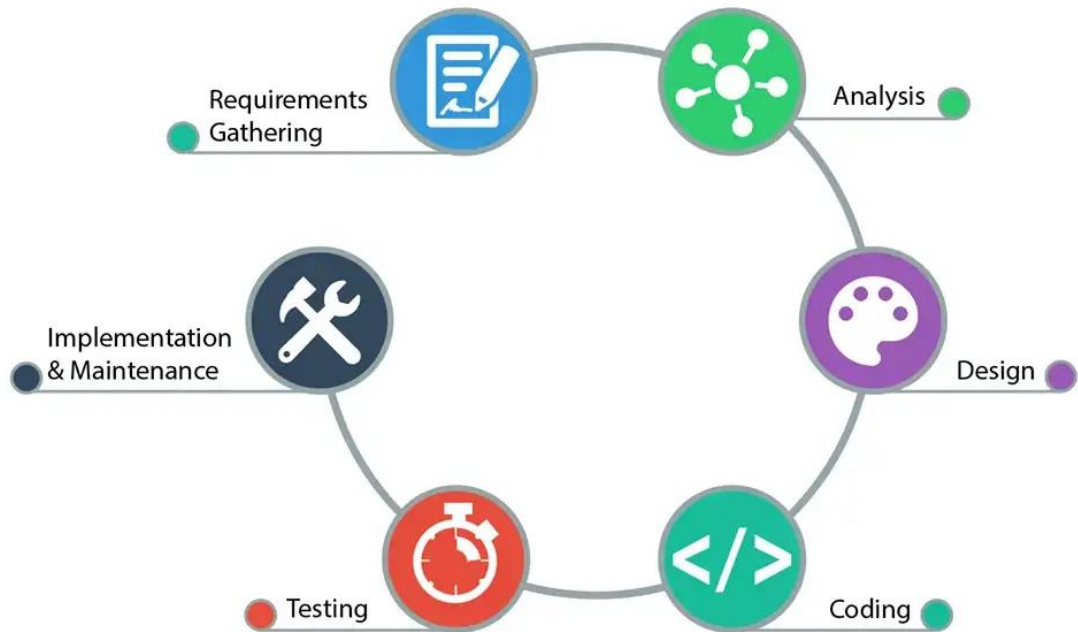 Requirements
Gathering
Analysis
Implementation
& Maintenance
Design
</>
Testing
Coding